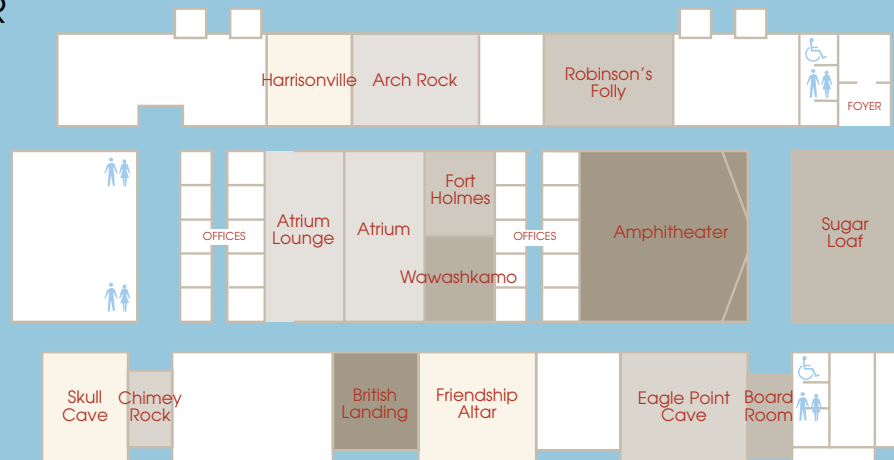 R
Harrisonville
Arch Rock
Robinson's
Folly
FOYER
OFFICES
Atrium
Lounge
Atrium
Fort
Holmes
Wawashkamo
OFFICES
Amphitheater
Sugar
Loaf
Skull
Cave
Chimey
Rock
British
Landing
Friendship
Altar
Eagle Point
Cave
Board
Room